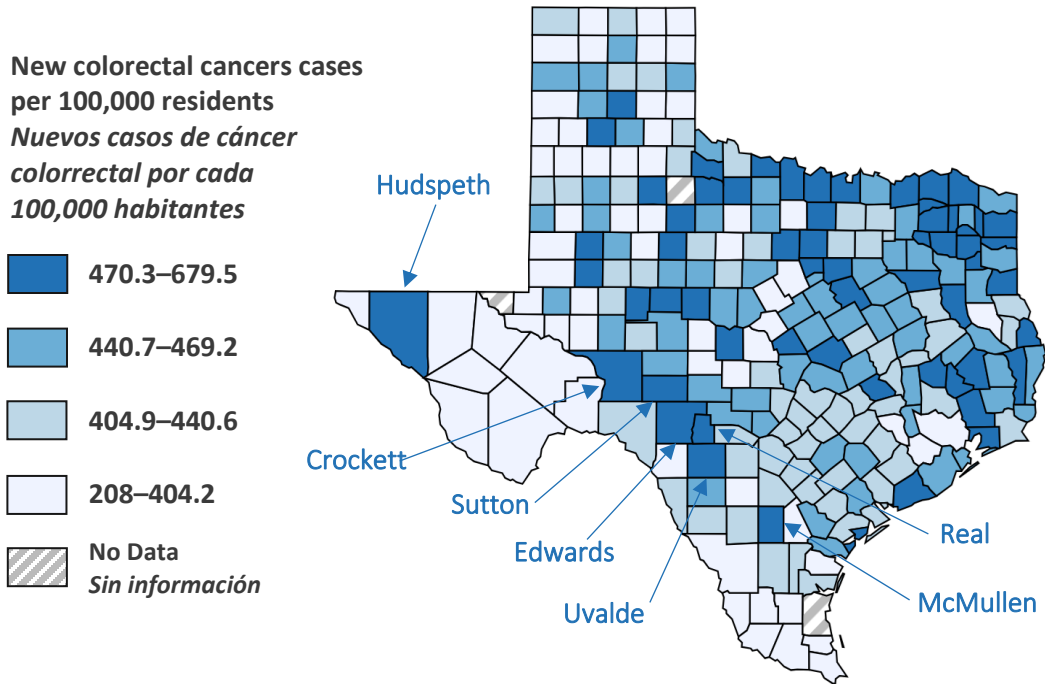 New colorectal cancers cases
per 100,000 residents
Nuevos casos de cáncer
colorrectal por cada
100,000 habitantes
470.3–679.5
440.7–469.2
404.9–440.6
208–404.2
No Data
Sin información
Hudspeth
Crockett
Sutton
Edwards
Uvalde
Real
McMullen